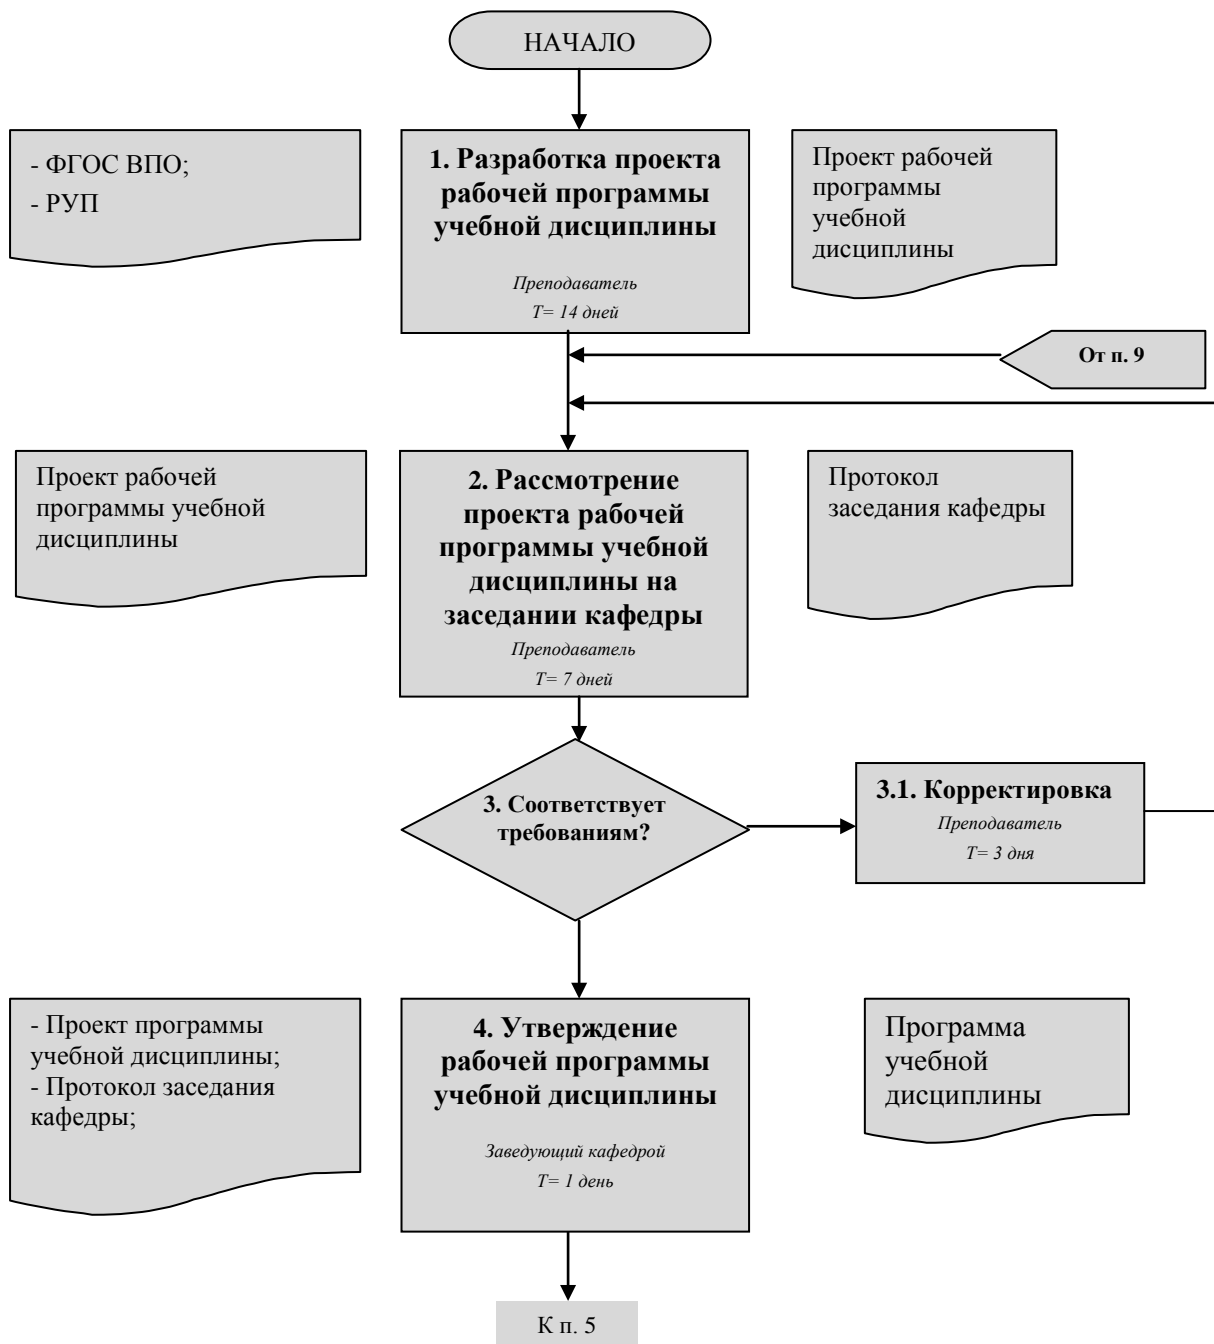 НАЧАЛО
- ФГОС ВПО;
- РУП
1. Разработка проекта
рабочей программы
учебной дисциплины
Преподаватель
Т= 14 дней
Проект рабочей
программы
учебной
дисциплины
От п. 9
Проект рабочей
программы учебной
дисциплины
2. Рассмотрение
проекта рабочей
программы учебной
дисциплины на
заседании кафедры
Преподаватель
Т= 7 дней
Протокол
заседания кафедры
3. Соответствует
требованиям?
3.1. Корректировка
Преподаватель
Т= 3 дня
- Проект программы
учебной дисциплины;
- Протокол заседания
кафедры;
4. Утверждение
рабочей программы
учебной дисциплины
Заведующий кафедрой
Т= 1 день
Программа
учебной
дисциплины
К п. 5